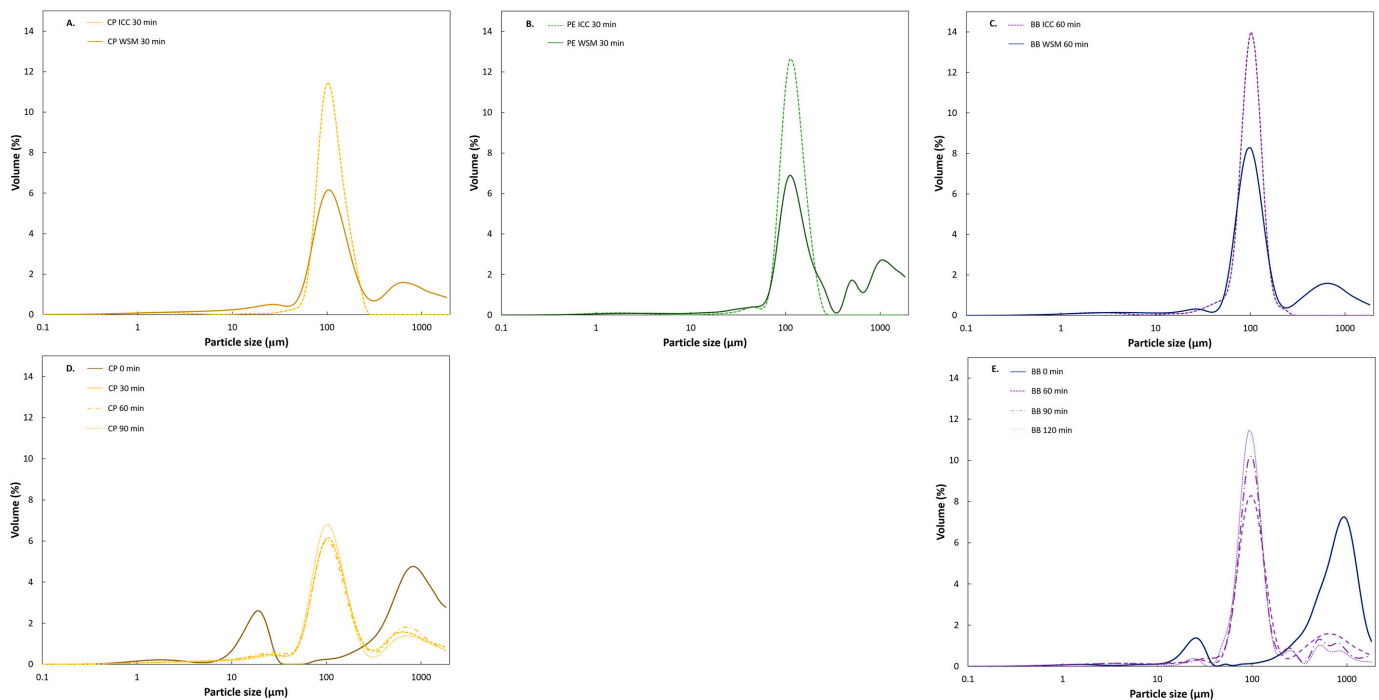 A.
CP ICC 30 min
CP WSM 30 min
14
12
10
8
6
4
2
0
Volume (%)
0.1
1
10
100
1000
Particle size (μm)
B.
PE ICC 30 min
PE WSM 30 min
14
12
10
8
6
4
2
0
Volume (%)
0.1
1
10
100
1000
Particle size (μm)
C.
BB ICC 60 min
BB WSM 60 min
14
12
10
8
6
4
2
0
Volume (%)
0.1
1
10
100
1000
Particle size (μm)
D.
CP 0 min
CP 30 min
CP 60 min
CP 90 min
14
12
10
8
6
4
2
0
Volume (%)
0.1
1
10
100
1000
Particle size (μm)
E.
BB 0 min
BB 60 min
BB 90 min
BB 120 min
14
12
10
8
6
4
2
0
Volume (%)
0.1
1
10
100
1000
Particle size (μm)